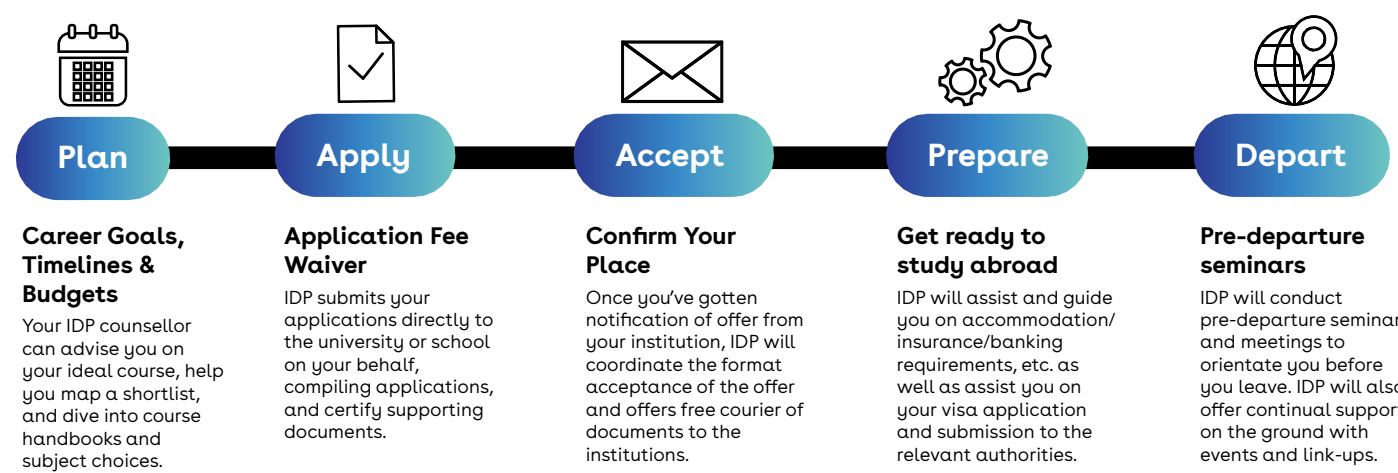 Plan
Apply
Accept
Prepare
Depart
Career Goals,
Timelines &
Budgets
Your IDP counsellor
can advise you on
your ideal course, help
you map a shortlist,
and dive into course
handbooks and
subject choices.
Application Fee
Waiver
IDP submits your
applications directly to
the university or school
on your behalf,
compiling applications,
and certify supporting
documents.
Confirm Your
Place
Once you’ve gotten
notification of offer from
your institution, IDP will
coordinate the format
acceptance of the offer
and offers free courier of
documents to the
institutions.
Get ready to
study abroad
IDP will assist and guide
you on accommodation/
insurance/banking
requirements, etc. as
well as assist you on
your visa application
and submission to the
relevant authorities.
Pre-departure
seminars
IDP will conduct
pre-departure seminar
and meetings to
orientate you before
you leave. IDP will also
offer continual support
on the ground with
events and link-ups.